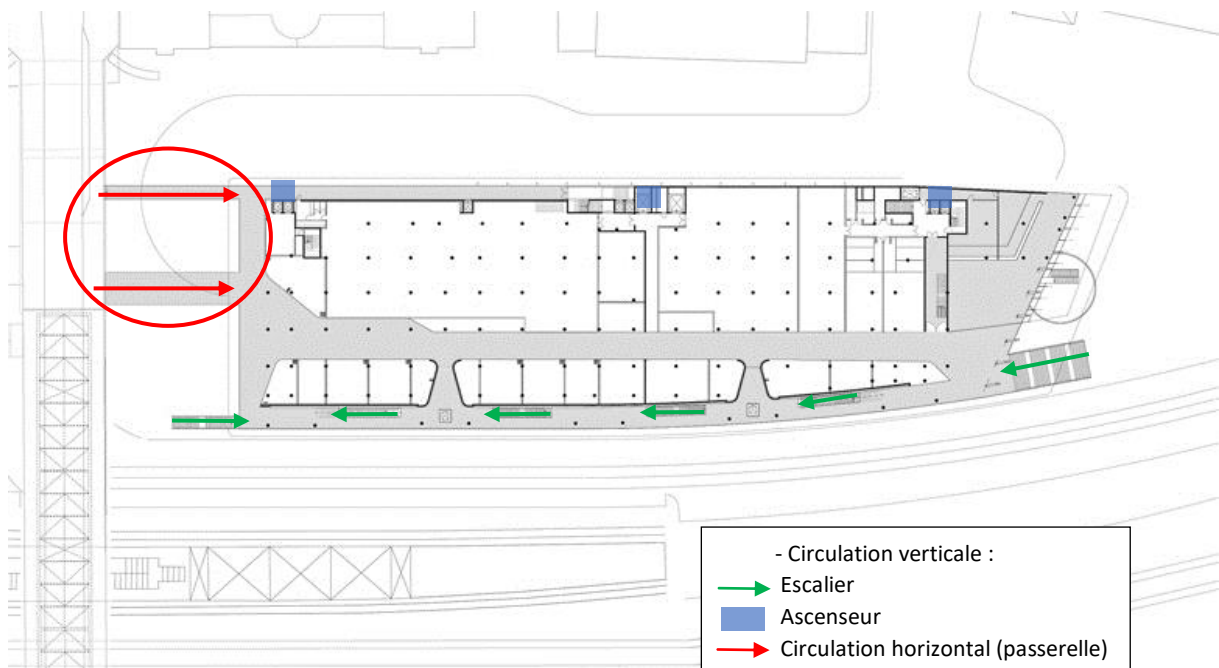 - Circulation verticale :
Escalier
Ascenseur
Circulation horizontal (passerelle)